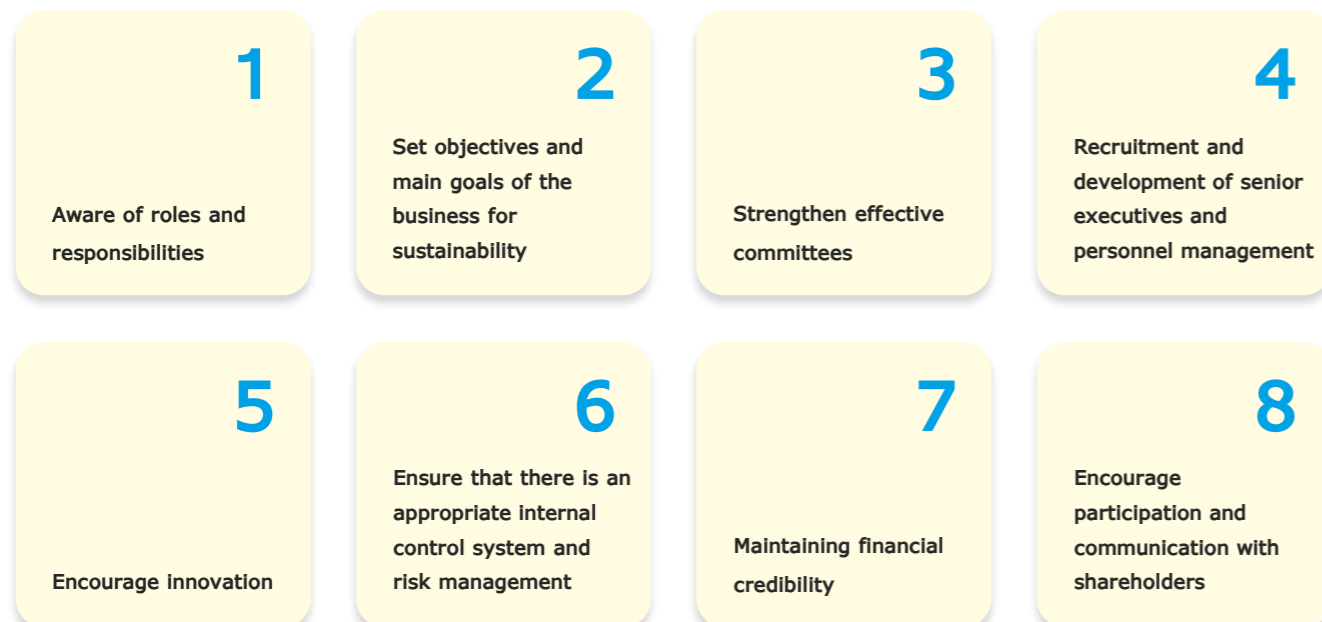 1
Aware of roles and
responsibilities
2
Set objectives and
main goals of the
business for
sustainability
3
Strengthen effective
committees
4
Recruitment and
development of senior
executives and
personnel management
5
Encourage innovation
6
Ensure that there is an
appropriate internal
control system and
risk management
7
Maintaining financial
credibility
8
Encourage
participation and
communication with
shareholders